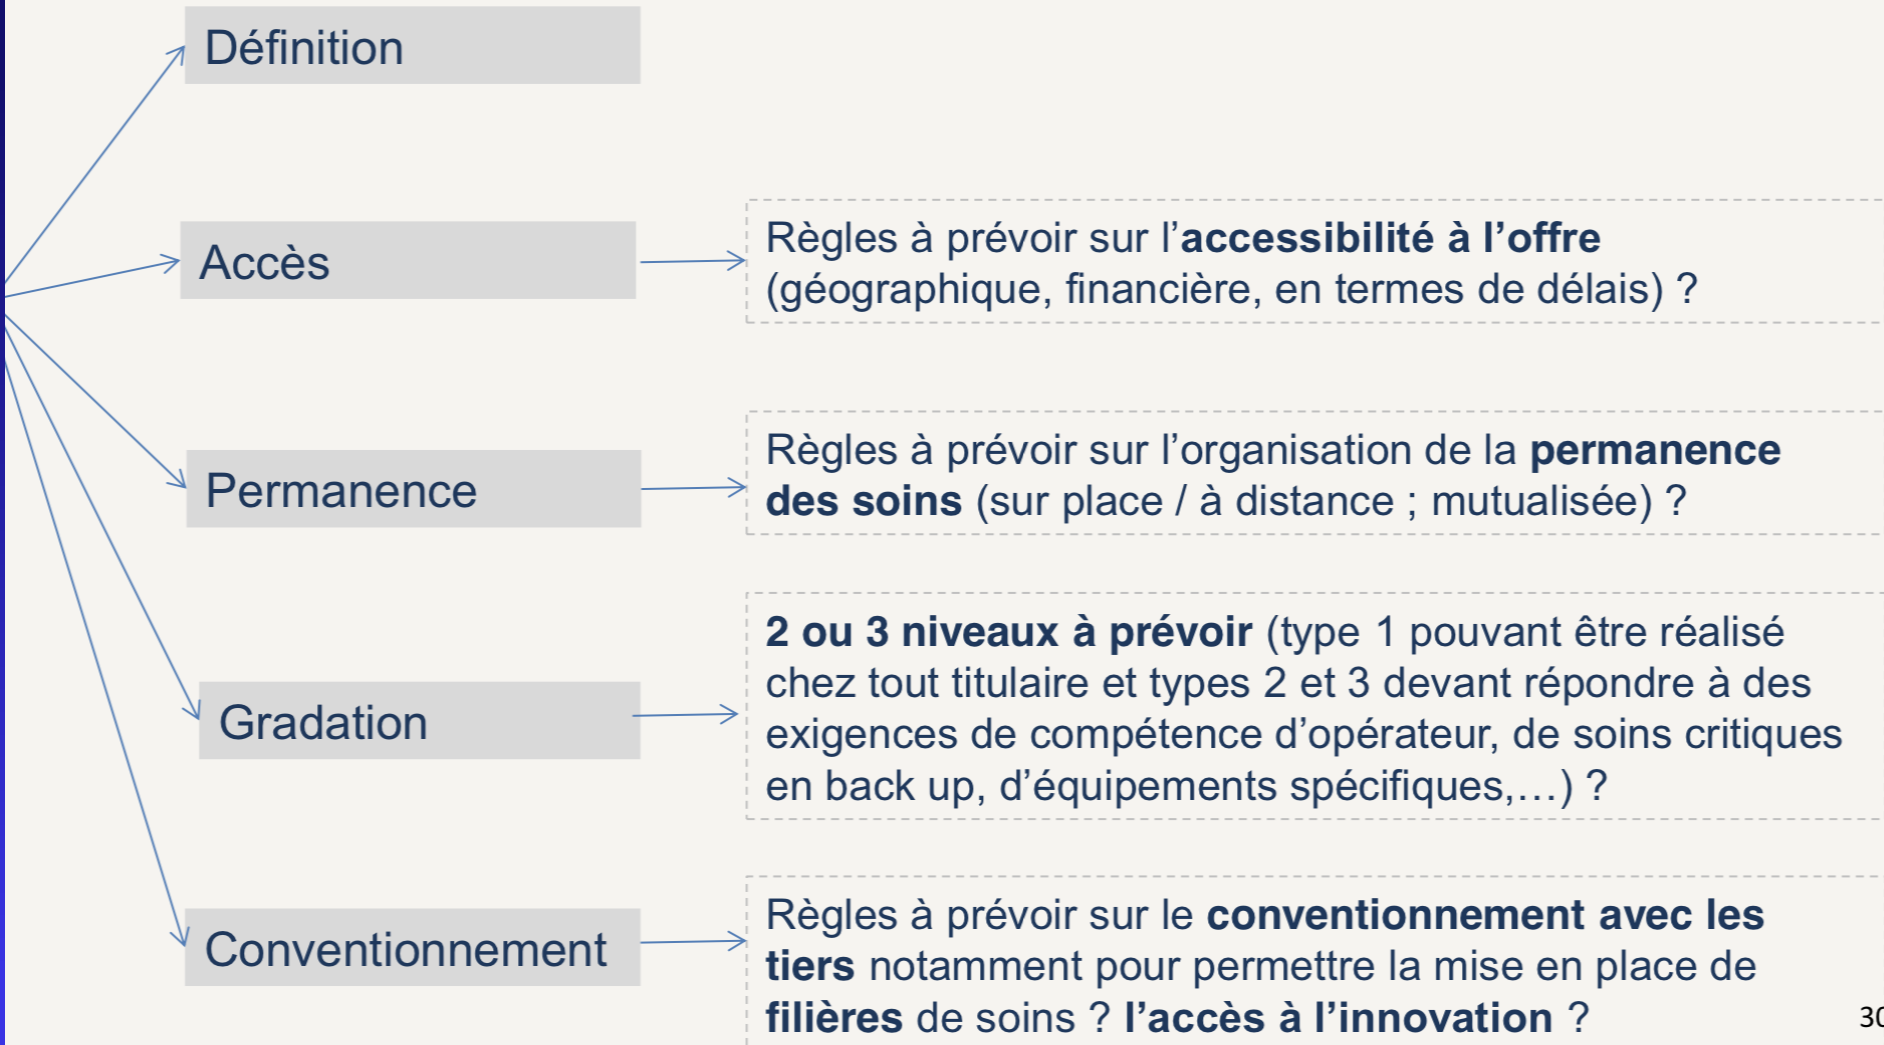 Définition
Accès
Règles à prévoir sur l’accessibilité à l’offre
(géographique, financière, en termes de délais) ?
Permanence
Règles à prévoir sur l’organisation de la permanence
des soins (sur place / à distance ; mutualisée) ?
Gradation
2 ou 3 niveaux à prévoir (type 1 pouvant être réalisé
chez tout titulaire et types 2 et 3 devant répondre à des
exigences de compétence d’opérateur, de soins critiques
en back up, d’équipements spécifiques,…) ?
Conventionnement
Règles à prévoir sur le conventionnement avec les
tiers notamment pour permettre la mise en place de
filières de soins ? l’accès à l’innovation ?
30